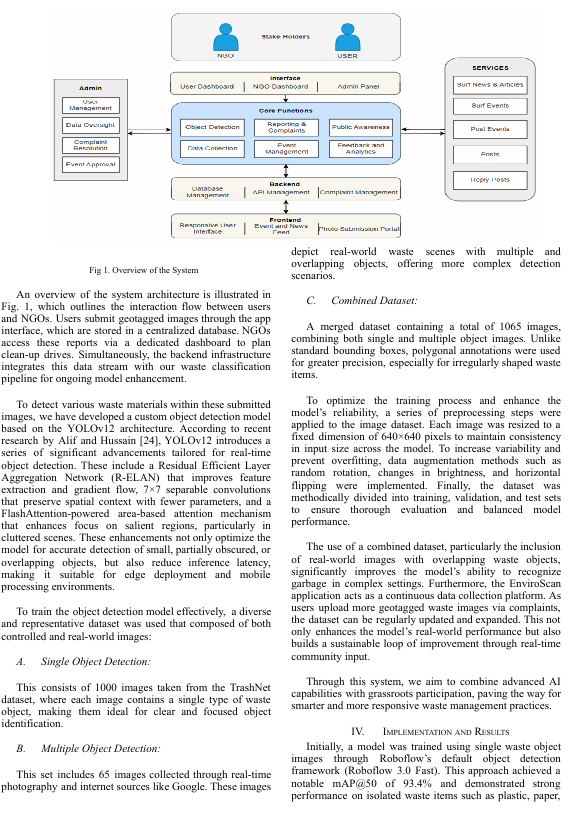 Stake Holders
NGO
USER
Interface
User Dashboard
NGO Dashboard
Admin Panel
Admin
User
Management
Data Oversight
Complaint
Resolution
Event Approval
Core Functions
Object Detection
Reporting &
Complaints
Public Awareness
Data Collection
Event
Management
Feedback and
Analytics
SERVICES
Surf News & Articles
Surf Events
Post Events
Posts
Reply Posts
Backend
Database
Management
API Management
Complaint Management
Frontend
Responsive User
Interface
Event and News
Feed
Photo Submission Portal
Fig 1. Overview of the System
An overview of the system architecture is illustrated in
Fig. 1, which outlines the interaction flow between users
and NGOs. Users submit geotagged images through the app
interface, which are stored in a centralized database. NGOs
access these reports via a dedicated dashboard to plan
clean-up drives. Simultaneously, the backend infrastructure
integrates this data stream with our waste classification
pipeline for ongoing model enhancement.
To detect various waste materials within these submitted
images, we have developed a custom object detection model
based on the YOLOv12 architecture. According to recent
research by Alif and Hussain [24], YOLOv12 introduces a
series of significant advancements tailored for real-time
object detection. These include a Residual Efficient Layer
Aggregation Network (R-ELAN) that improves feature
extraction and gradient flow, 7×7 separable convolutions
that preserve spatial context with fewer parameters, and a
FlashAttention-powered area-based attention mechanism
that enhances focus on salient regions, particularly in
cluttered scenes. These enhancements not only optimize the
model for accurate detection of small, partially obscured, or
overlapping objects, but also reduce inference latency,
making it suitable for edge deployment and mobile
processing environments.
To train the object detection model effectively, a diverse
and representative dataset was used that composed of both
controlled and real-world images:
A. Single Object Detection:
This consists of 1000 images taken from the TrashNet
dataset, where each image contains a single type of waste
object, making them ideal for clear and focused object
identification.
B. Multiple Object Detection:
This set includes 65 images collected through real-time
photography and internet sources like Google. These images
depict real-world waste scenes with multiple and
overlapping objects, offering more complex detection
scenarios.
C. Combined Dataset:
A merged dataset containing a total of 1065 images,
combining both single and multiple object images. Unlike
standard bounding boxes, polygonal annotations were used
for greater precision, especially for irregularly shaped waste
items.
To optimize the training process and enhance the
model's reliability, a series of preprocessing steps were
applied to the image dataset. Each image was resized to a
fixed dimension of 640×640 pixels to maintain consistency
in input size across the model. To increase variability and
prevent overfitting, data augmentation methods such as
random rotation, changes in brightness, and horizontal
flipping were implemented. Finally, the dataset was
methodically divided into training, validation, and test sets
to ensure thorough evaluation and balanced model
performance.
The use of a combined dataset, particularly the inclusion
of real-world images with overlapping waste objects,
significantly improves the model's ability to recognize
garbage in complex settings. Furthermore, the EnviroScan
application acts as a continuous data collection platform. As
users upload more geotagged waste images via complaints,
the dataset can be regularly updated and expanded. This not
only enhances the model's real-world performance but also
builds a sustainable loop of improvement through real-time
community input.
Through this system, we aim to combine advanced AI
capabilities with grassroots participation, paving the way for
smarter and more responsive waste management practices.
IV. IMPLEMENTATION AND RESULTS
Initially, a model was trained using single waste object
images through Roboflow's default object detection
framework (Roboflow 3.0 Fast). This approach achieved a
notable mAP@50 of 93.4% and demonstrated strong
performance on isolated waste items such as plastic, paper,